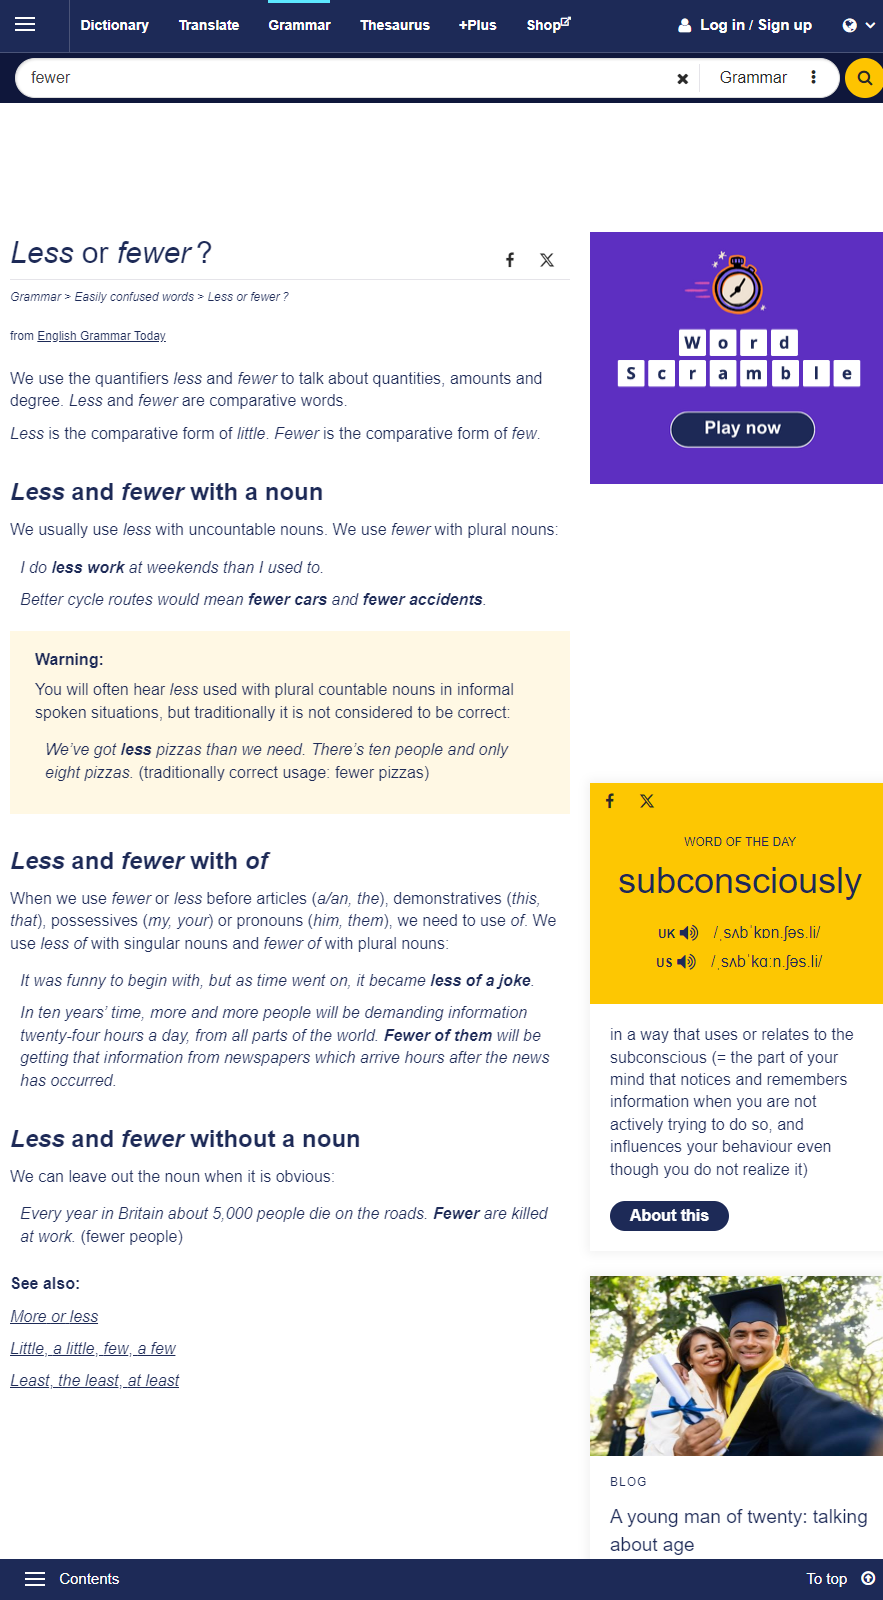 Dictionary Translate Grammar Thesaurus +Plus Shop Log in / Sign up
fewer Grammar
Less or fewer?
Grammar > Easily confused words > Less or fewer?
from English Grammar Today
We use the quantifiers less and fewer to talk about quantities, amounts and
degree. Less and fewer are comparative words.
Less is the comparative form of little. Fewer is the comparative form of few.
Less and fewer with a noun
We usually use less with uncountable nouns. We use fewer with plural nouns:
I do less work at weekends than I used to.
Better cycle routes would mean fewer cars and fewer accidents.
Warning:
You will often hear less used with plural countable nouns in informal
spoken situations, but traditionally it is not considered to be correct:
We've got less pizzas than we need. There's ten people and only
eight pizzas. (traditionally correct usage: fewer pizzas)
Less and fewer with of
When we use fewer or less before articles (a/an, the), demonstratives (this,
that), possessives (my, your) or pronouns (him, them), we need to use of. We
use less of with singular nouns and fewer of with plural nouns:
It was funny to begin with, but as time went on, it became less of a joke.
In ten years' time, more and more people will be demanding information
twenty-four hours a day, from all parts of the world. Fewer of them will be
getting that information from newspapers which arrive hours after the news
has occurred.
Less and fewer without a noun
We can leave out the noun when it is obvious:
Every year in Britain about 5,000 people die on the roads. Fewer are killed
at work. (fewer people)
See also:
More or less
Little, a little, few, a few
Least, the least, at least
Word
Scramble
Play now
WORD OF THE DAY
subconsciously
UK /ˌsʌbˈkɒn.ʃəs.li/
US /ˌsʌbˈkɑːn.ʃəs.li/
in a way that uses or relates to the
subconscious (= the part of your
mind that notices and remembers
information when you are not
actively trying to do so, and
influences your behaviour even
though you do not realize it)
About this
BLOG
A young man of twenty: talking
about age
Contents To top